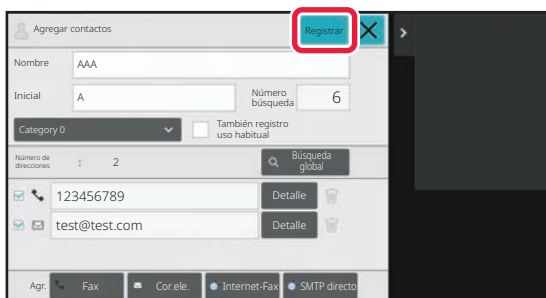 Agregar contactos
Registrar
Nombre
AAA
Inicial
A
Número
búsqueda
6
Category 0
También registro
uso habitual
Número de
direcciones
:
2
Búsqueda
global
123456789
Detalle
test@test.com
Detalle
Agr.
Fax
Cor.ele.
Internet-Fax
SMTP directo